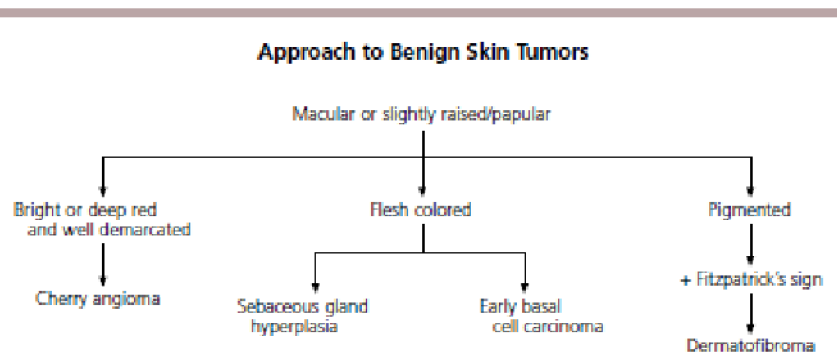 Approach to Benign Skin Tumors
Macular or slightly raised/papular
Bright or deep red
and well demarcated
Flesh colored
Pigmented
Cherry angioma
Sebaceous gland
hyperplasia
Early basal
cell carcinoma
+ Fitzpatrick's sign
Dermatofibroma